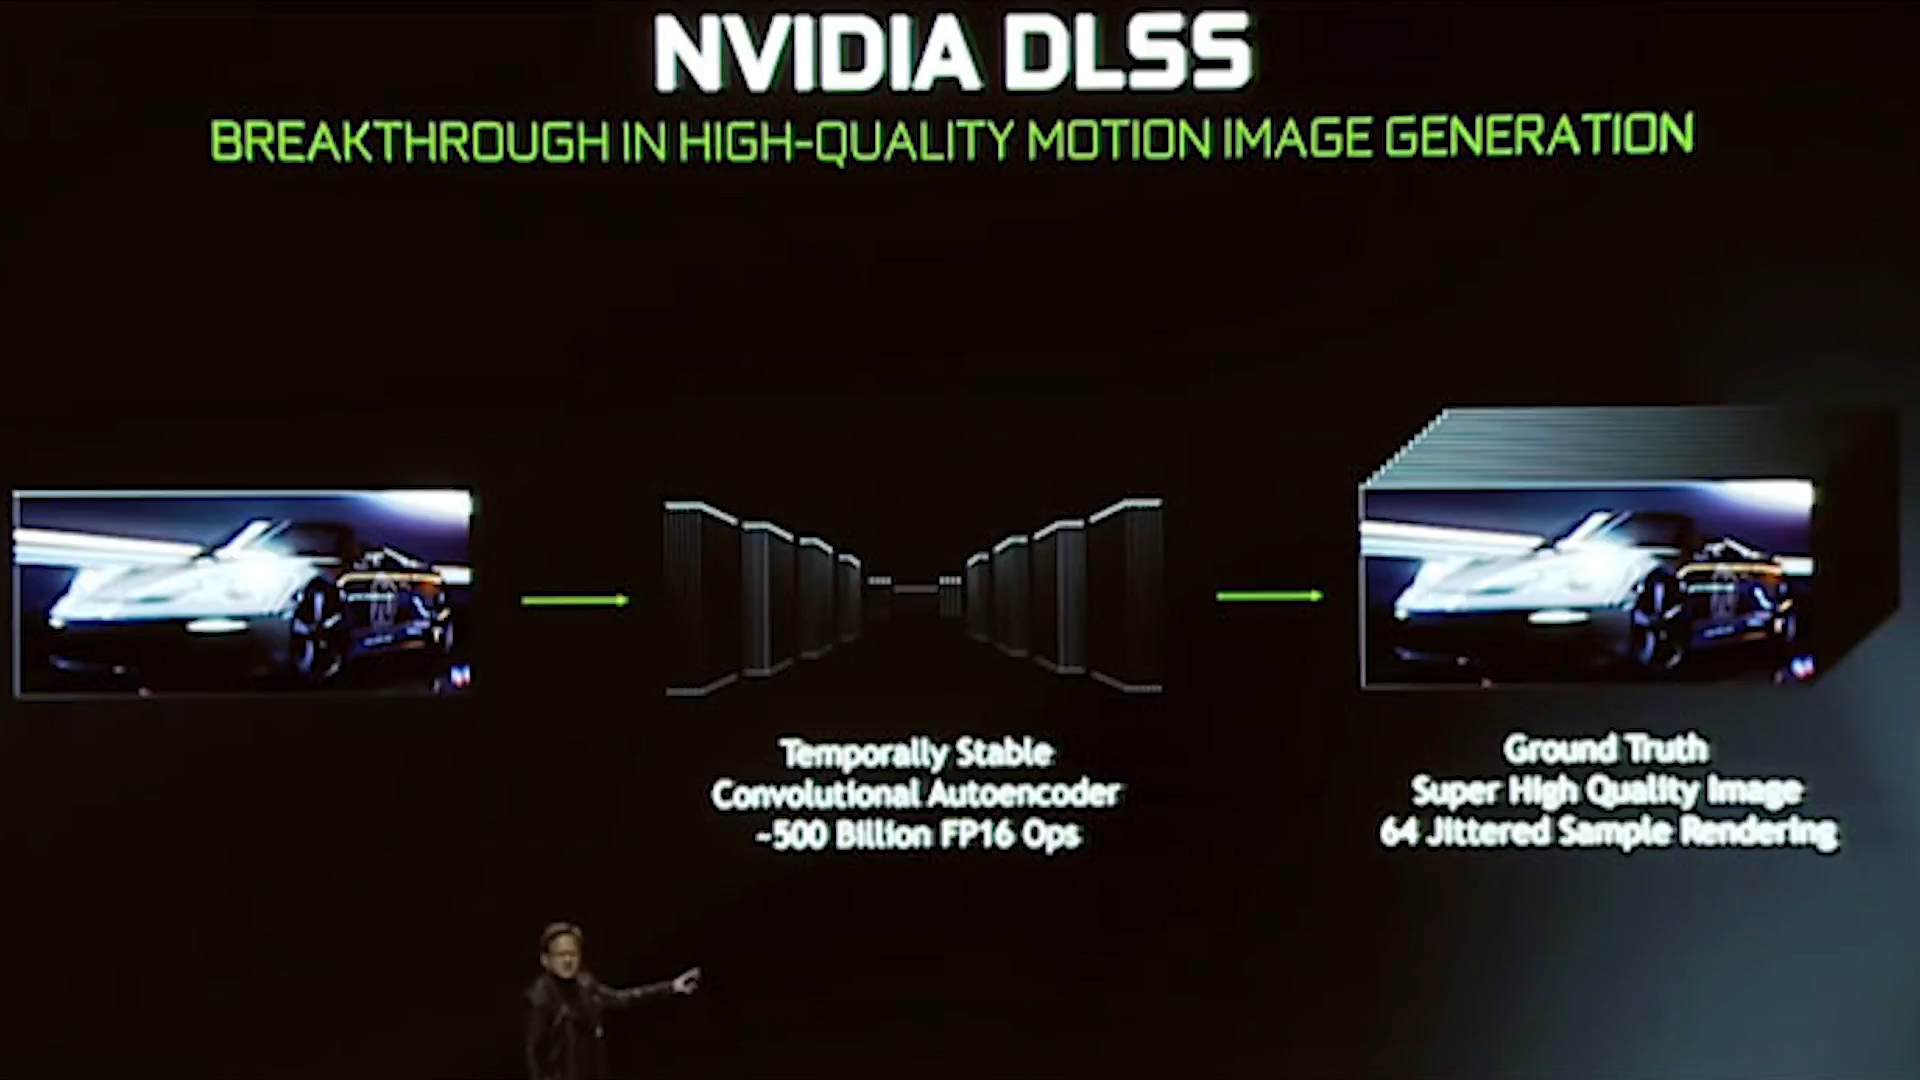 NVIDIA DLSS
BREAKTHROUGH IN HIGH-QUALITY MOTION IMAGE GENERATION
Temporally Stable
Convolutional Autoencoder
~500 Billion FP16 Ops
Ground Truth
Super High Quality Image
64 Jittered Sample Rendering